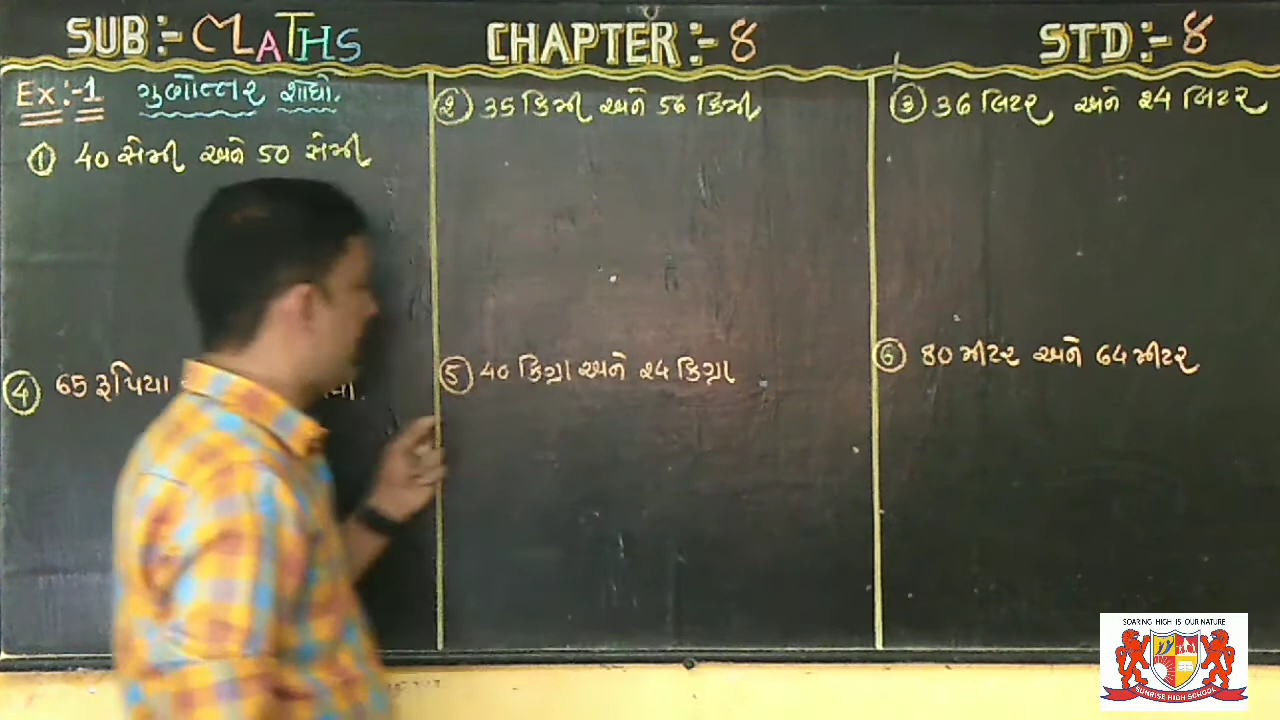 SUB:- MATHS
CHAPTER:- 8
STD:- 8
Ex:-1 ગુણોત્તર શોધો.
① 40 સેમી અને 50 સેમી
② 35 કિમી અને 56 કિમી
③ 36 લિટર અને 24 લિટર
④ 65 રૂપિયા
⑤ 40 કિગ્રા અને 24 કિગ્રા
⑥ 80 મીટર અને 64 મીટર
SOARING HIGH IS OUR NATURE
SUNRISE HIGH SCHOOL